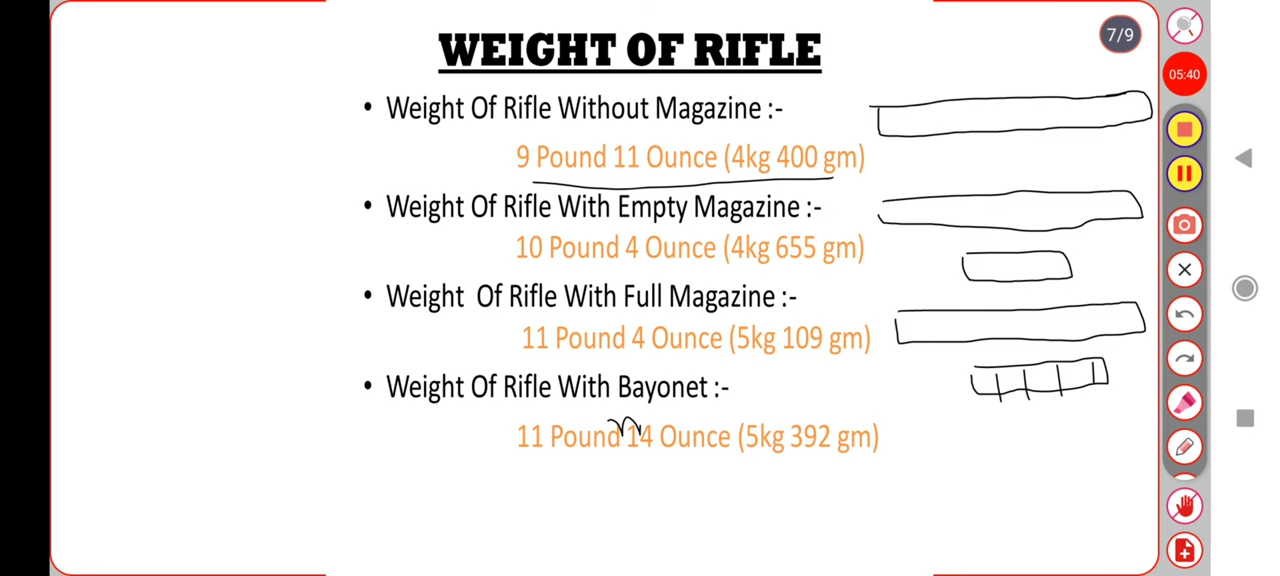 WEIGHT OF RIFLE
7/9
05:40
• Weight Of Rifle Without Magazine :-
9 Pound 11 Ounce (4kg 400 gm)
• Weight Of Rifle With Empty Magazine :-
10 Pound 4 Ounce (4kg 655 gm)
• Weight Of Rifle With Full Magazine :-
11 Pound 4 Ounce (5kg 109 gm)
• Weight Of Rifle With Bayonet :-
11 Pound 14 Ounce (5kg 392 gm)